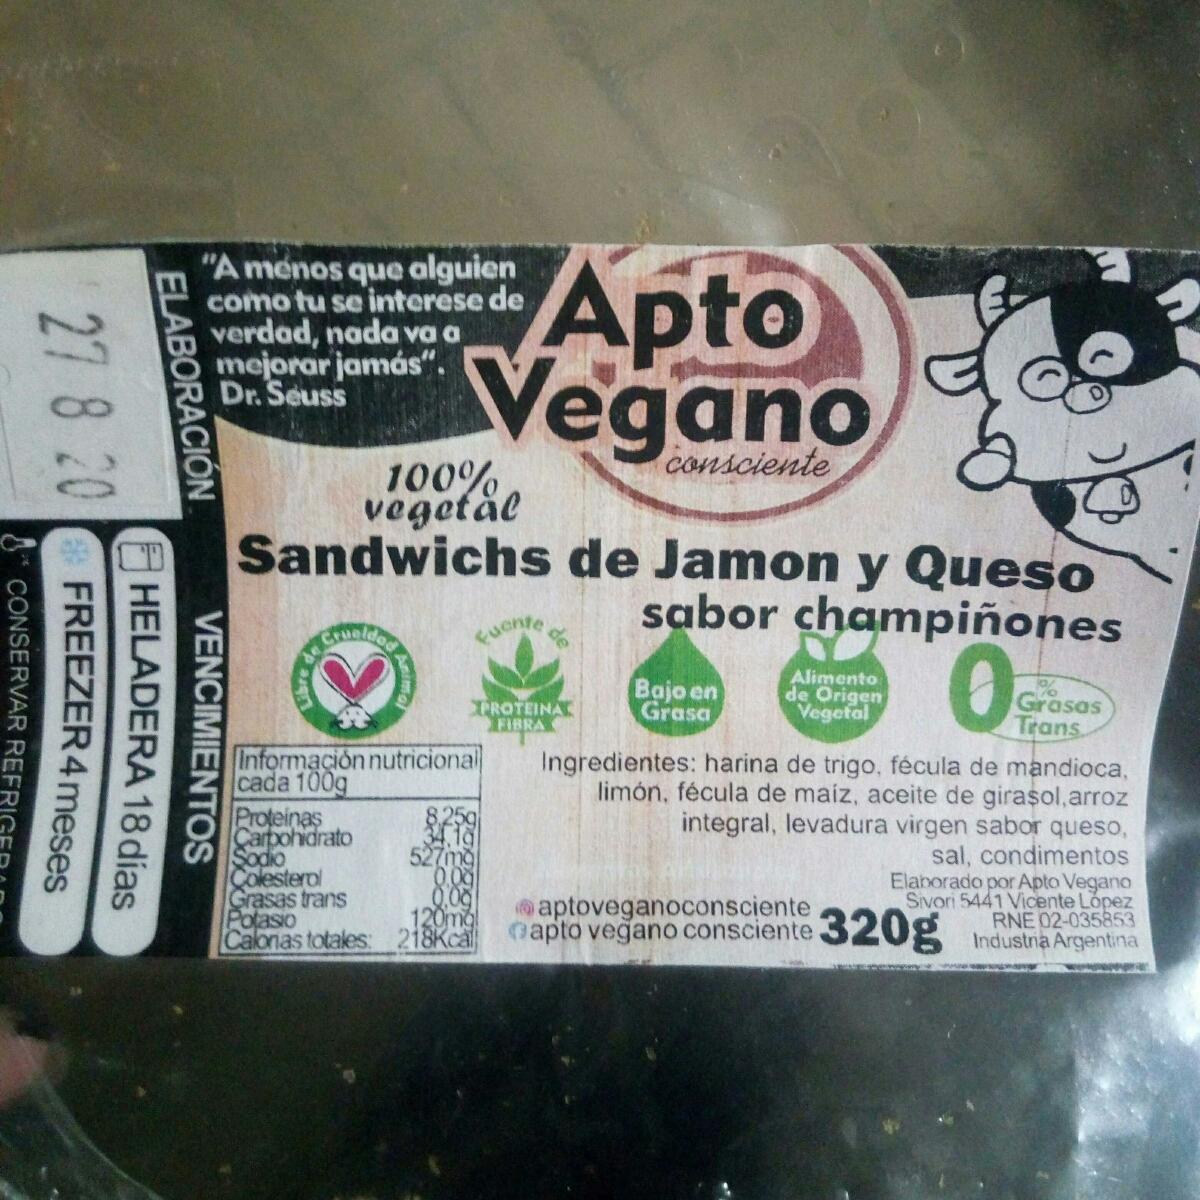 "A menos que alguien
como tu se interese de
verdad, nada va a
mejorar jamás".
Dr. Seuss
Apto
Vegano
consciente
100%
vegetal
Sandwichs de Jamon y Queso
sabor champiñones
Libre de Crueldad Animal
Fuente de
PROTEINA
FIBRA
Bajo en
Grasa
Alimento
de Origen
Vegetal
0%
Grasas
Trans
Información nutricional
cada 100g
Proteinas 8,25g
Carbohidrato 34,1g
Sodio 527mg
Colesterol 0,0g
Grasas trans 0,0g
Potasio 120mg
Calorias totales: 218Kcal
Ingredientes: harina de trigo, fécula de mandioca,
limón, fécula de maíz, aceite de girasol,arroz
integral, levadura virgen sabor queso,
sal, condimentos
Elaborado por Apto Vegano
Sivori 5441 Vicente López
RNE 02-035853
Industria Argentina
aptoveganoconsciente
apto vegano consciente
320g
ELABORACIÓN
27 8 20
VENCIMIENTOS
HELADERA 18 días
FREEZER 4 meses
CONSERVAR REFRIGERADO